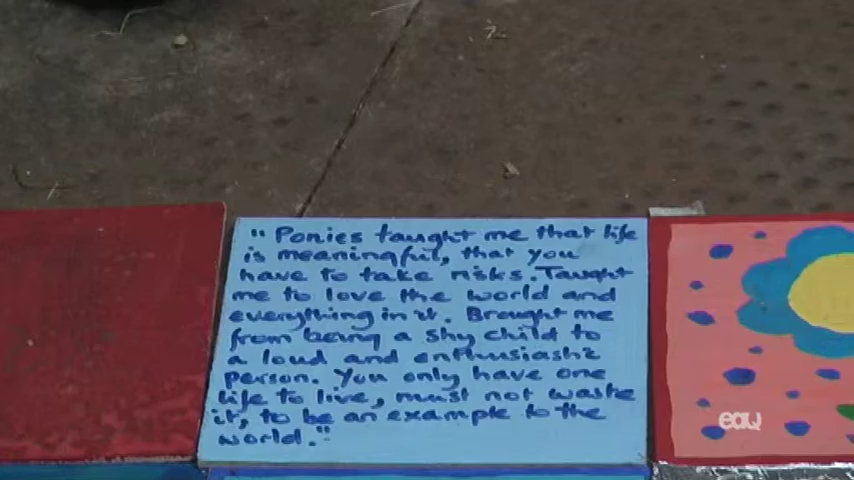 " Ponies taught me that life
is meaningful, that you
have to take risks. Taught
me to love the world and
everything in it. Brought me
from being a shy child to
a loud and enthusiastic
person. You only have one
life to live, must not waste
it, to be an example to the
world."
eaw